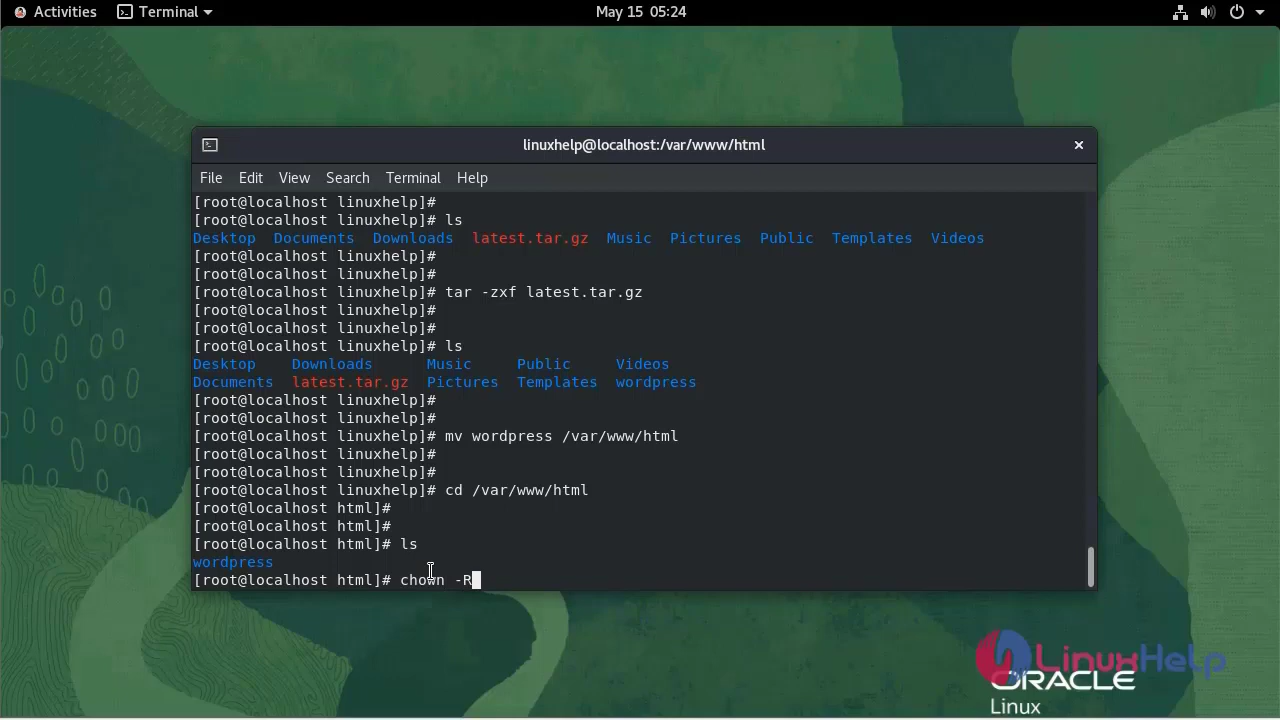 Activities Terminal May 15 05:24
linuxhelp@localhost:/var/www/html
File Edit View Search Terminal Help
[root@localhost linuxhelp]#
[root@localhost linuxhelp]# ls
Desktop Documents Downloads latest.tar.gz Music Pictures Public Templates Videos
[root@localhost linuxhelp]#
[root@localhost linuxhelp]#
[root@localhost linuxhelp]# tar -zxf latest.tar.gz
[root@localhost linuxhelp]#
[root@localhost linuxhelp]#
[root@localhost linuxhelp]# ls
Desktop Downloads Music Public Videos
Documents latest.tar.gz Pictures Templates wordpress
[root@localhost linuxhelp]#
[root@localhost linuxhelp]#
[root@localhost linuxhelp]# mv wordpress /var/www/html
[root@localhost linuxhelp]#
[root@localhost linuxhelp]#
[root@localhost linuxhelp]# cd /var/www/html
[root@localhost html]#
[root@localhost html]#
[root@localhost html]# ls
wordpress
[root@localhost html]# chown -R
LinuxHelp
ORACLE
Linux